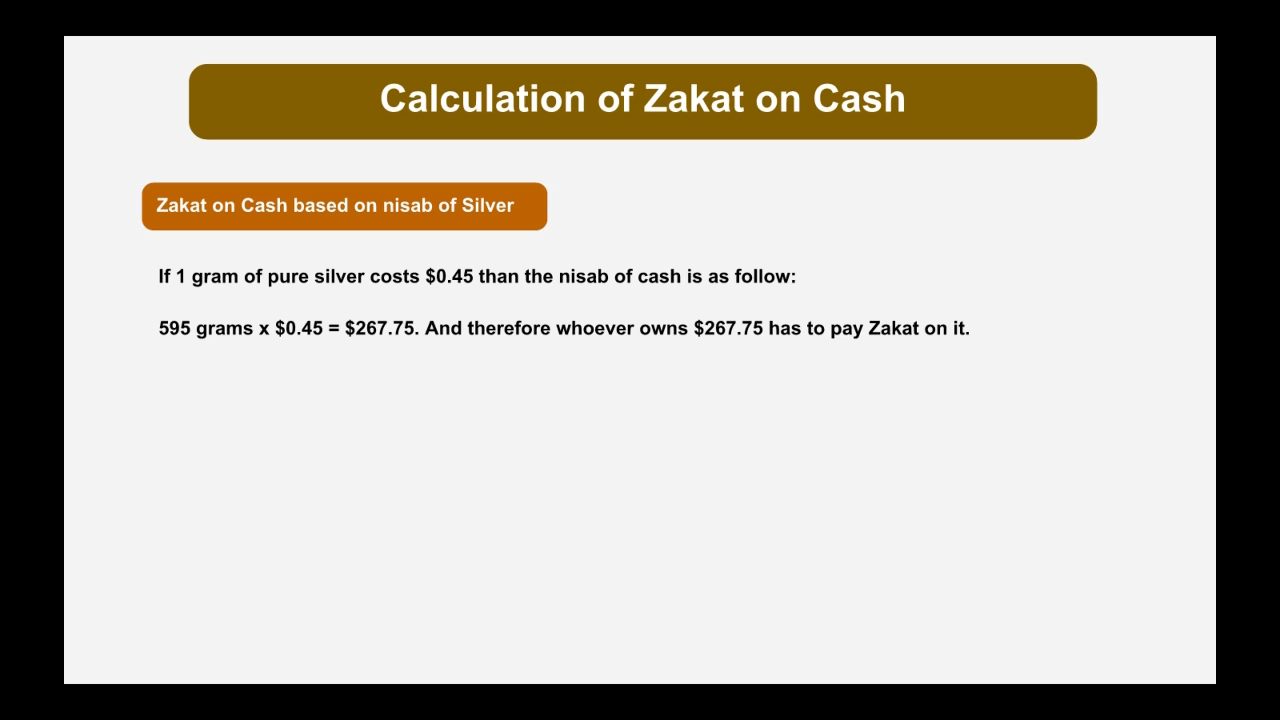 Calculation of Zakat on Cash
Zakat on Cash based on nisab of Silver
If 1 gram of pure silver costs $0.45 than the nisab of cash is as follow:
595 grams x $0.45 = $267.75. And therefore whoever owns $267.75 has to pay Zakat on it.